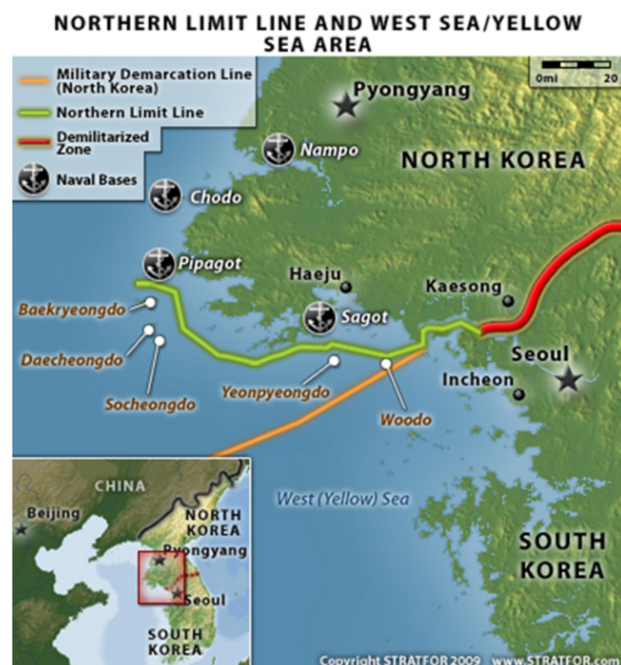 NORTHERN LIMIT LINE AND WEST SEA/YELLOW
SEA AREA
Military Demarcation Line
(North Korea)
Northern Limit Line
Demilitarized
Zone
Naval Bases
0mi 20
Pyongyang
Nampo
NORTH KOREA
Chodo
Pipagot
Haeju
Kaesong
Baekryeongdo
Sagot
Daecheongdo
Seoul
Socheongdo
Yeonpyeongdo
Incheon
Woodo
West (Yellow) Sea
CHINA
Beijing
NORTH
KOREA
Pyongyang
Seoul
SOUTH
KOREA
SOUTH
KOREA
Copyright STRATFOR 2009 www.STRATFOR.com